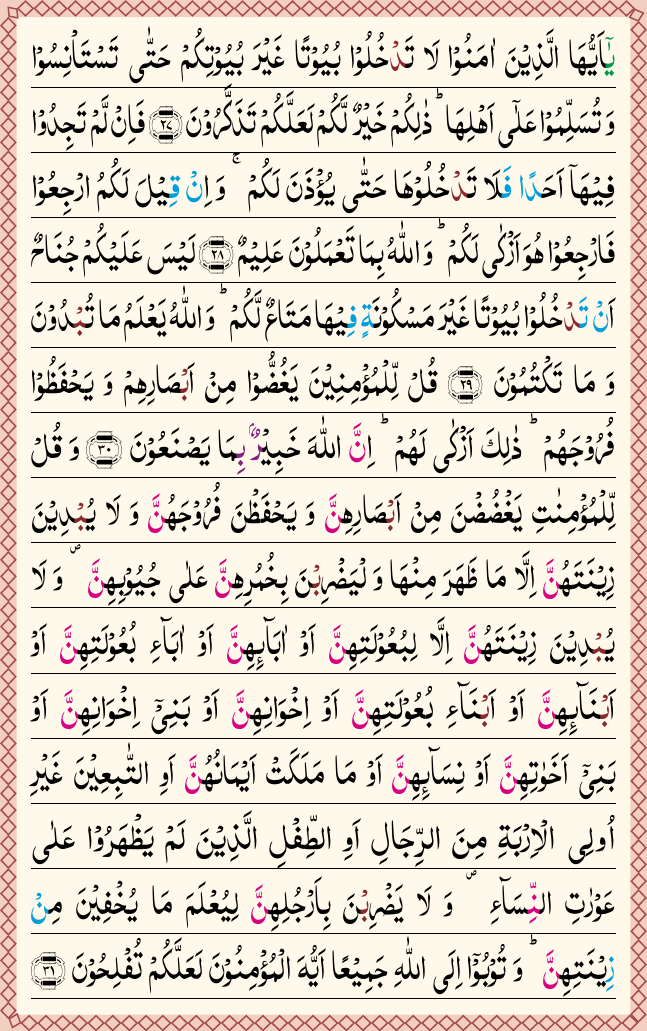 يٰۤاَيُّهَا الَّذِيْنَ اٰمَنُوْا لَا تَدْخُلُوْا بُيُوْتًا غَيْرَ بُيُوْتِكُمْ حَتّٰى تَسْتَاْنِسُوْا
وَ تُسَلِّمُوْا عَلٰٓى اَهْلِهَا ؕ ذٰلِكُمْ خَيْرٌ لَّكُمْ لَعَلَّكُمْ تَذَكَّرُوْنَ ﴿۲۷﴾ فَاِنْ لَّمْ تَجِدُوْا
فِيْهَاۤ اَحَدًا فَلَا تَدْخُلُوْهَا حَتّٰى يُؤْذَنَ لَكُمْ ۚ وَ اِنْ قِيْلَ لَكُمُ ارْجِعُوْا
فَارْجِعُوْا هُوَ اَزْكٰى لَكُمْ ؕ وَ اللّٰهُ بِمَا تَعْمَلُوْنَ عَلِيْمٌ ﴿۲۸﴾ لَيْسَ عَلَيْكُمْ جُنَاحٌ
اَنْ تَدْخُلُوْا بُيُوْتًا غَيْرَ مَسْكُوْنَةٍ فِيْهَا مَتَاعٌ لَّكُمْ ؕ وَ اللّٰهُ يَعْلَمُ مَا تُبْدُوْنَ
وَ مَا تَكْتُمُوْنَ ﴿۲۹﴾ قُلْ لِّلْمُؤْمِنِيْنَ يَغُضُّوْا مِنْ اَبْصَارِهِمْ وَ يَحْفَظُوْا
فُرُوْجَهُمْ ؕ ذٰلِكَ اَزْكٰى لَهُمْ ؕ اِنَّ اللّٰهَ خَبِيْرٌۢ بِمَا يَصْنَعُوْنَ ﴿۳۰﴾ وَ قُلْ
لِّلْمُؤْمِنٰتِ يَغْضُضْنَ مِنْ اَبْصَارِهِنَّ وَ يَحْفَظْنَ فُرُوْجَهُنَّ وَ لَا يُبْدِيْنَ
زِيْنَتَهُنَّ اِلَّا مَا ظَهَرَ مِنْهَا وَ لْيَضْرِبْنَ بِخُمُرِهِنَّ عَلٰى جُيُوْبِهِنَّ ۪ وَ لَا
يُبْدِيْنَ زِيْنَتَهُنَّ اِلَّا لِبُعُوْلَتِهِنَّ اَوْ اٰبَآىِٕهِنَّ اَوْ اٰبَآءِ بُعُوْلَتِهِنَّ اَوْ
اَبْنَآىِٕهِنَّ اَوْ اَبْنَآءِ بُعُوْلَتِهِنَّ اَوْ اِخْوَانِهِنَّ اَوْ بَنِيْۤ اِخْوَانِهِنَّ اَوْ
بَنِيْۤ اَخَوٰتِهِنَّ اَوْ نِسَآىِٕهِنَّ اَوْ مَا مَلَكَتْ اَيْمَانُهُنَّ اَوِ التّٰبِعِيْنَ غَيْرِ
اُولِى الْاِرْبَةِ مِنَ الرِّجَالِ اَوِ الطِّفْلِ الَّذِيْنَ لَمْ يَظْهَرُوْا عَلٰى
عَوْرٰتِ النِّسَآءِ ۪ وَ لَا يَضْرِبْنَ بِاَرْجُلِهِنَّ لِيُعْلَمَ مَا يُخْفِيْنَ مِنْ
زِيْنَتِهِنَّ ؕ وَ تُوْبُوْۤا اِلَى اللّٰهِ جَمِيْعًا اَيُّهَ الْمُؤْمِنُوْنَ لَعَلَّكُمْ تُفْلِحُوْنَ ﴿۳۱﴾